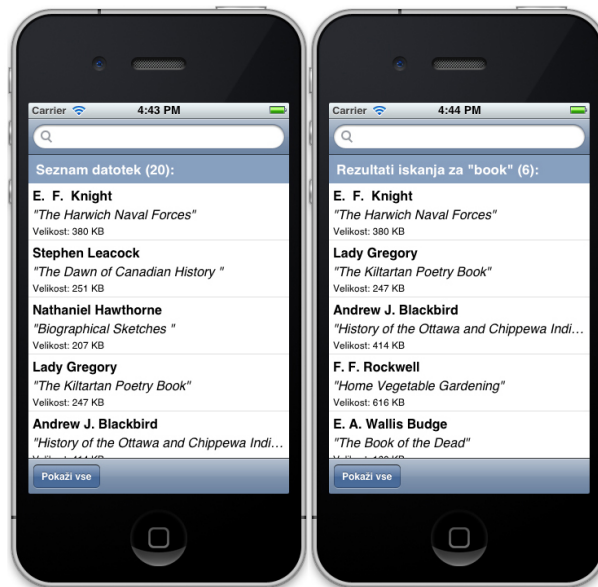 Carrier 4:43 PM
Seznam datotek (20):
E. F. Knight
"The Harwich Naval Forces"
Velikost: 380 KB
Stephen Leacock
"The Dawn of Canadian History "
Velikost: 251 KB
Nathaniel Hawthorne
"Biographical Sketches "
Velikost: 207 KB
Lady Gregory
"The Kiltartan Poetry Book"
Velikost: 247 KB
Andrew J. Blackbird
"History of the Ottawa and Chippewa Indi...
Pokaži vse
Carrier 4:44 PM
Rezultati iskanja za "book" (6):
E. F. Knight
"The Harwich Naval Forces"
Velikost: 380 KB
Lady Gregory
"The Kiltartan Poetry Book"
Velikost: 247 KB
Andrew J. Blackbird
"History of the Ottawa and Chippewa Indi...
Velikost: 414 KB
F. F. Rockwell
"Home Vegetable Gardening"
Velikost: 616 KB
E. A. Wallis Budge
"The Book of the Dead"
Pokaži vse